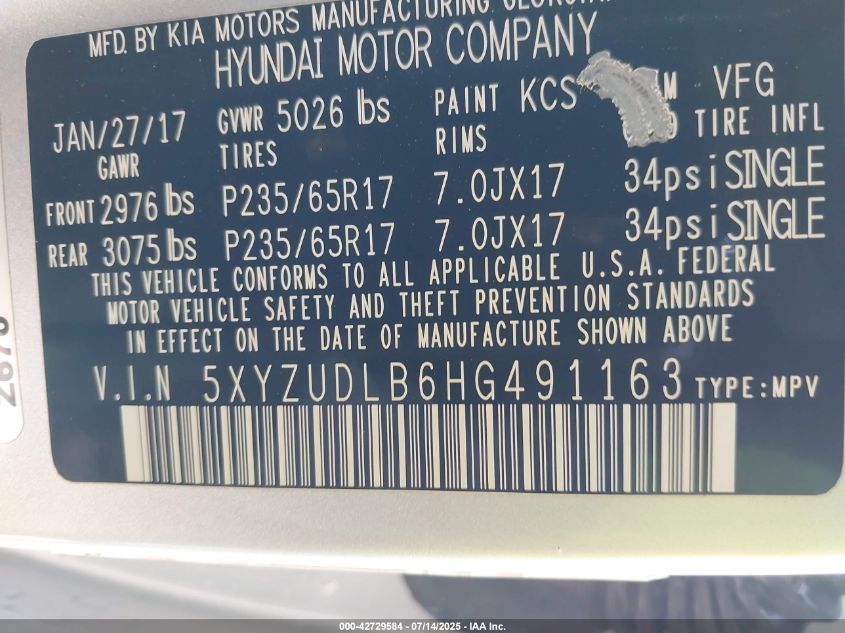 MFD. BY KIA MOTORS MANUFACTURING
HYUNDAI MOTOR COMPANY
JAN/27/17 GVWR 5026 lbs PAINT KCS M VFG
GAWR TIRES RIMS D TIRE INFL
FRONT 2976 lbs P235/65R17 7.0JX17 34psi SINGLE
REAR 3075 lbs P235/65R17 7.0JX17 34psi SINGLE
THIS VEHICLE CONFORMS TO ALL APPLICABLE U.S.A. FEDERAL
MOTOR VEHICLE SAFETY AND THEFT PREVENTION STANDARDS
IN EFFECT ON THE DATE OF MANUFACTURE SHOWN ABOVE
V.I.N 5XYZUDLB6HG491163 TYPE:MPV
000-42729584 - 07/14/2025 - IAA Inc.